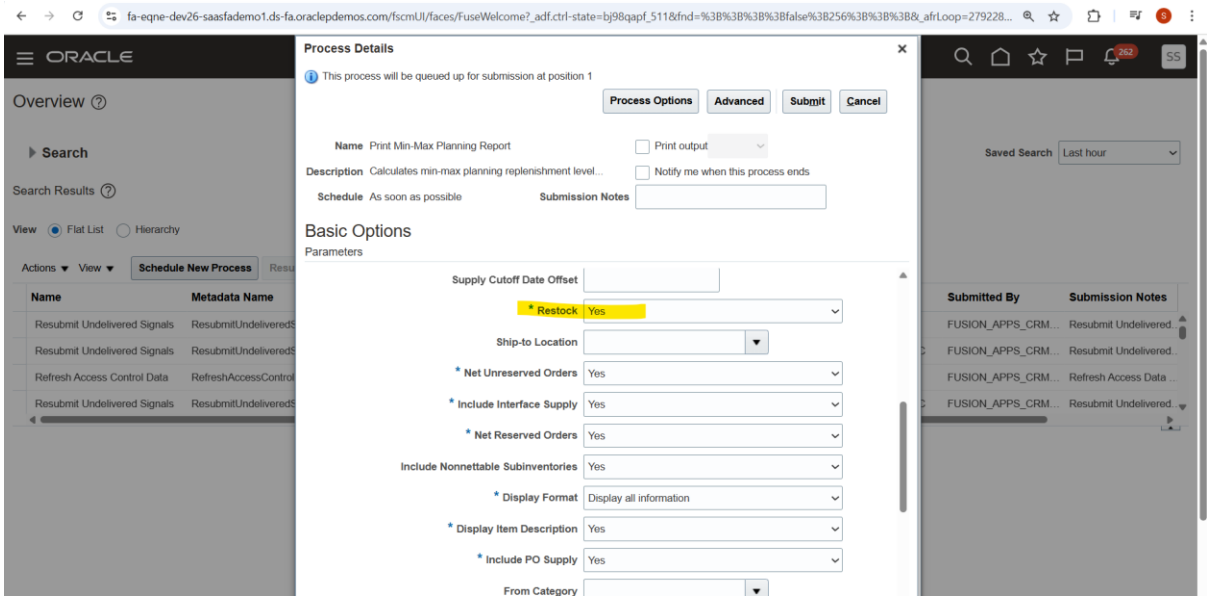 fa-eqne-dev26-saasfademo1.ds-fa.oraclepdemos.com/fscmUI/faces/FuseWelcome?_adf.ctrl-state=bj98qapf_511&fnd=%3B%3B%3B%3Bfalse%3B256%3B%3B%3B&_afrLoop=279228... S
ORACLE 262 SS
Overview
Search
Saved Search Last hour
Search Results
View Flat List Hierarchy
Actions View Schedule New Process Resu
Name Metadata Name Submitted By Submission Notes
Resubmit Undelivered Signals ResubmitUndeliveredS FUSION_APPS_CRM... Resubmit Undelivered...
Resubmit Undelivered Signals ResubmitUndeliveredS FUSION_APPS_CRM... Resubmit Undelivered...
Refresh Access Control Data RefreshAccessControl FUSION_APPS_CRM... Refresh Access Data ...
Resubmit Undelivered Signals ResubmitUndeliveredS FUSION_APPS_CRM... Resubmit Undelivered...
Process Details
This process will be queued up for submission at position 1
Process Options Advanced Submit Cancel
Name Print Min-Max Planning Report Print output
Description Calculates min-max planning replenishment level... Notify me when this process ends
Schedule As soon as possible Submission Notes
Basic Options
Parameters
Supply Cutoff Date Offset
* Restock Yes
Ship-to Location
* Net Unreserved Orders Yes
* Include Interface Supply Yes
* Net Reserved Orders Yes
Include Nonnettable Subinventories Yes
* Display Format Display all information
* Display Item Description Yes
* Include PO Supply Yes
From Category